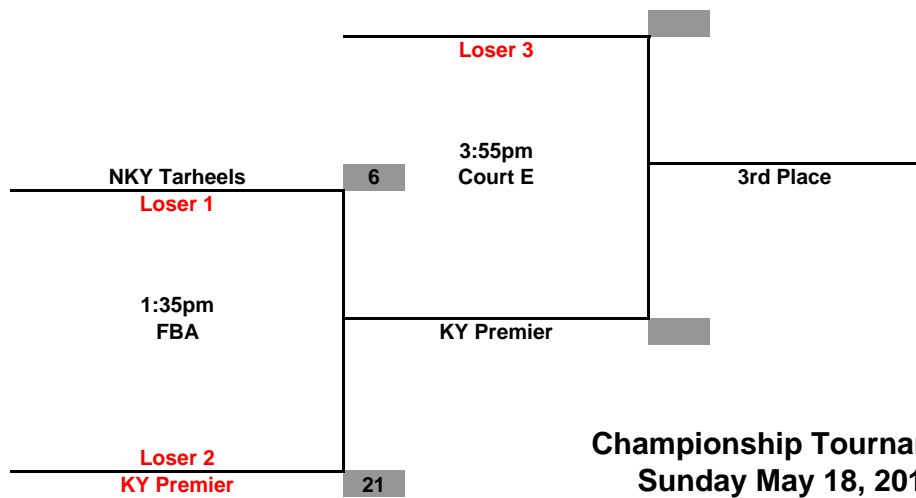 Loser 3
3:55pm
Court E
NKY Tarheels 6
Loser 1
3rd Place
1:35pm
FBA
KY Premier
Loser 2
KY Premier 21
Championship Tourna
Sunday May 18, 201